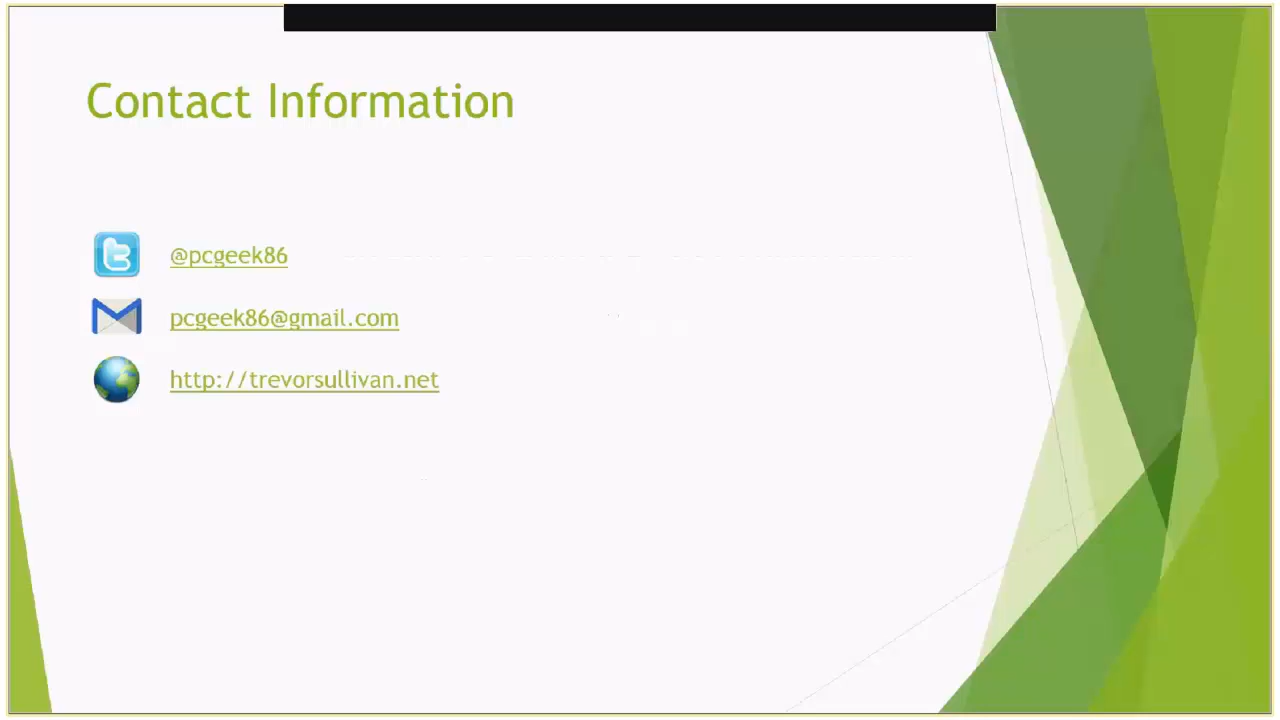 Contact Information
@pcgeek86
pcgeek86@gmail.com
http://trevorsullivan.net